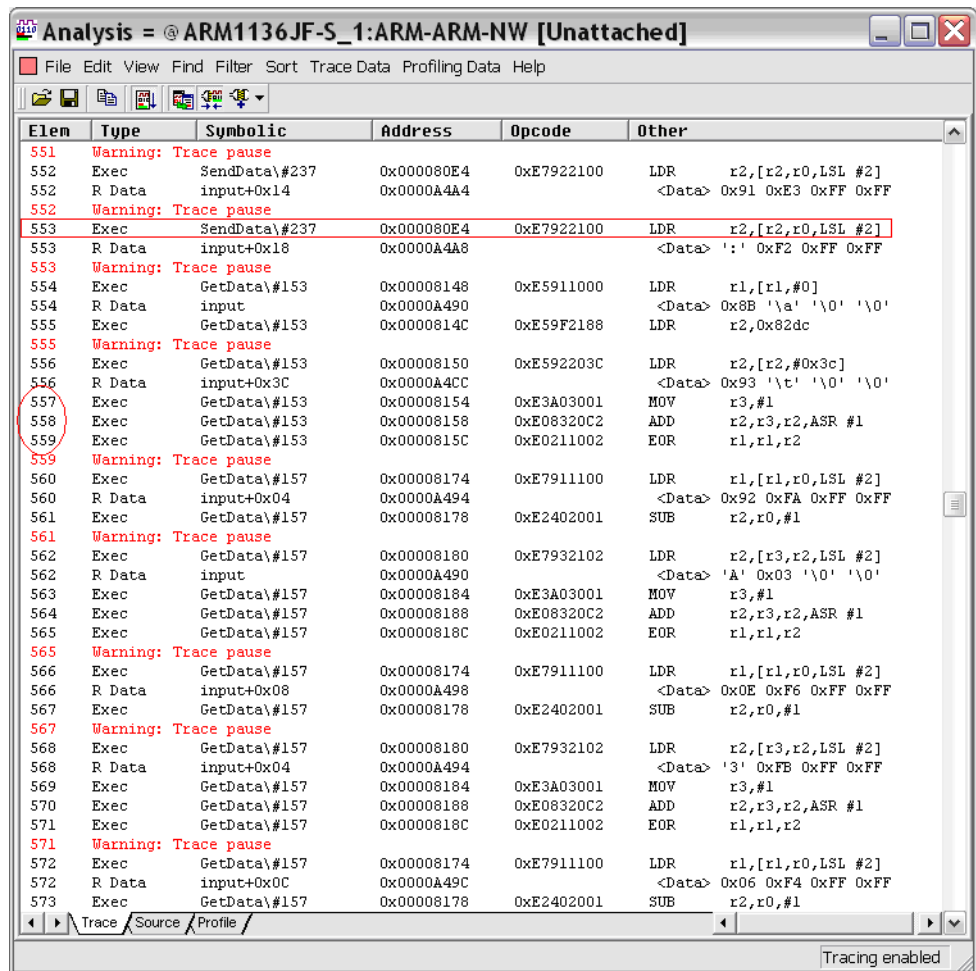 Analysis = @ARM1136JF-S_1:ARM-ARM-NW [Unattached]
File Edit View Find Filter Sort Trace Data Profiling Data Help
Elem Type Symbolic Address Opcode Other
551 Warning: Trace pause
552 Exec SendData\#237 0x000080E4 0xE7922100 LDR r2,[r2,r0,LSL #2]
552 R Data input+0x14 0x0000A4A4 <Data> 0x91 0xE3 0xFF 0xFF
552 Warning: Trace pause
553 Exec SendData\#237 0x000080E4 0xE7922100 LDR r2,[r2,r0,LSL #2]
553 R Data input+0x18 0x0000A4A8 <Data> ':' 0xF2 0xFF 0xFF
553 Warning: Trace pause
554 Exec GetData\#153 0x00008148 0xE5911000 LDR r1,[r1,#0]
554 R Data input 0x0000A490 <Data> 0x8B '\a' '\0' '\0'
555 Exec GetData\#153 0x0000814C 0xE59F2188 LDR r2,0x82dc
555 Warning: Trace pause
556 Exec GetData\#153 0x00008150 0xE592203C LDR r2,[r2,#0x3c]
556 R Data input+0x3C 0x0000A4CC <Data> 0x93 '\t' '\0' '\0'
557 Exec GetData\#153 0x00008154 0xE3A03001 MOV r3,#1
558 Exec GetData\#153 0x00008158 0xE08320C2 ADD r2,r3,r2,ASR #1
559 Exec GetData\#153 0x0000815C 0xE0211002 EOR r1,r1,r2
559 Warning: Trace pause
560 Exec GetData\#157 0x00008174 0xE7911100 LDR r1,[r1,r0,LSL #2]
560 R Data input+0x04 0x0000A494 <Data> 0x92 0xFA 0xFF 0xFF
561 Exec GetData\#157 0x00008178 0xE2402001 SUB r2,r0,#1
561 Warning: Trace pause
562 Exec GetData\#157 0x00008180 0xE7932102 LDR r2,[r3,r2,LSL #2]
562 R Data input 0x0000A490 <Data> 'A' 0x03 '\0' '\0'
563 Exec GetData\#157 0x00008184 0xE3A03001 MOV r3,#1
564 Exec GetData\#157 0x00008188 0xE08320C2 ADD r2,r3,r2,ASR #1
565 Exec GetData\#157 0x0000818C 0xE0211002 EOR r1,r1,r2
565 Warning: Trace pause
566 Exec GetData\#157 0x00008174 0xE7911100 LDR r1,[r1,r0,LSL #2]
566 R Data input+0x08 0x0000A498 <Data> 0x0E 0xF6 0xFF 0xFF
567 Exec GetData\#157 0x00008178 0xE2402001 SUB r2,r0,#1
567 Warning: Trace pause
568 Exec GetData\#157 0x00008180 0xE7932102 LDR r2,[r3,r2,LSL #2]
568 R Data input+0x04 0x0000A494 <Data> '3' 0xFB 0xFF 0xFF
569 Exec GetData\#157 0x00008184 0xE3A03001 MOV r3,#1
570 Exec GetData\#157 0x00008188 0xE08320C2 ADD r2,r3,r2,ASR #1
571 Exec GetData\#157 0x0000818C 0xE0211002 EOR r1,r1,r2
571 Warning: Trace pause
572 Exec GetData\#157 0x00008174 0xE7911100 LDR r1,[r1,r0,LSL #2]
572 R Data input+0x0C 0x0000A49C <Data> 0x06 0xF4 0xFF 0xFF
573 Exec GetData\#157 0x00008178 0xE2402001 SUB r2,r0,#1
Trace Source Profile
Tracing enabled